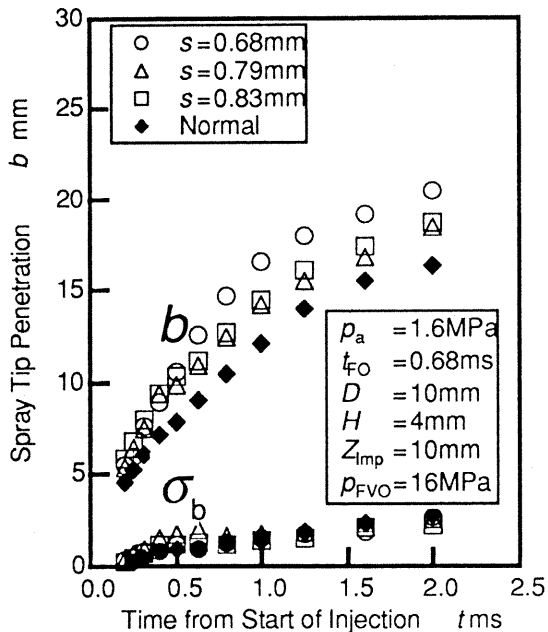 30
25
20
15
10
5
0
Spray Tip Penetration b mm
s=0.68mm
s=0.79mm
s=0.83mm
Normal
b
σb
pa =1.6MPa
tFO =0.68ms
D =10mm
H =4mm
ZImp =10mm
pFVO =16MPa
0.0 0.5 1.0 1.5 2.0 2.5
Time from Start of Injection t ms